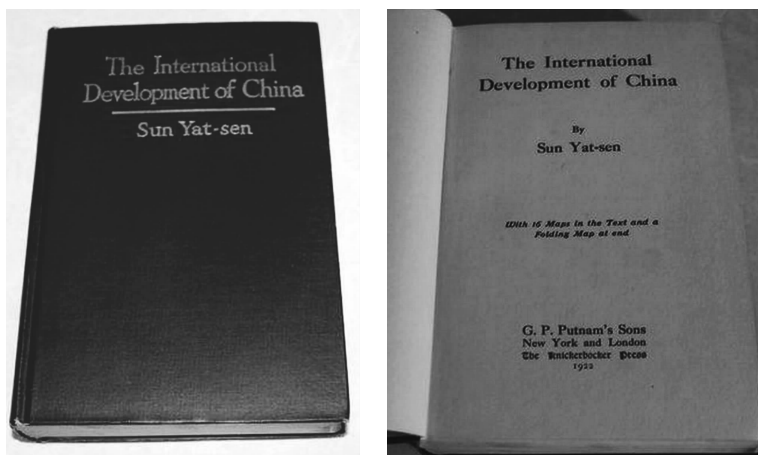 The International
Development of China
Sun Yat-sen
The International
Development of China
By
Sun Yat-sen
With 16 Maps in the Text and a
Folding Map at end
G. P. Putnam's Sons
New York and London
The Knickerbocker Press
1922